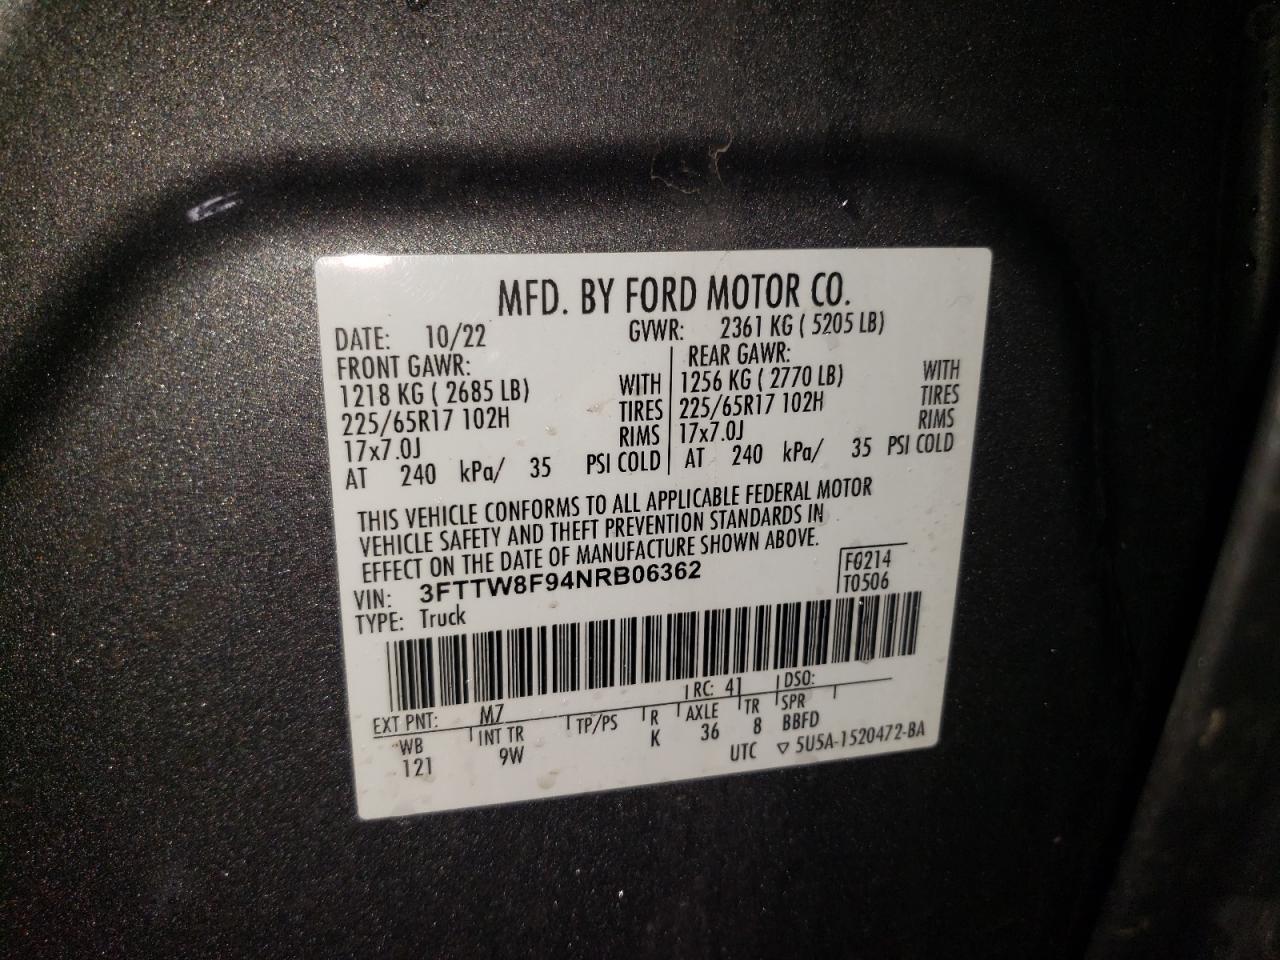 MFD. BY FORD MOTOR CO.
DATE: 10/22 GVWR: 2361 KG ( 5205 LB)
FRONT GAWR: REAR GAWR:
1218 KG ( 2685 LB) WITH 1256 KG ( 2770 LB) WITH
225/65R17 102H TIRES 225/65R17 102H TIRES
17x7.0J RIMS 17x7.0J RIMS
AT 240 kPa/ 35 PSI COLD AT 240 kPa/ 35 PSI COLD
THIS VEHICLE CONFORMS TO ALL APPLICABLE FEDERAL MOTOR
VEHICLE SAFETY AND THEFT PREVENTION STANDARDS IN
EFFECT ON THE DATE OF MANUFACTURE SHOWN ABOVE.
VIN: 3FTTW8F94NRB06362 F0214
TYPE: Truck T0506
EXT PNT: M7 RC: 41 DSO:
WB INT TR TP/PS R AXLE TR SPR
121 9W K 36 8 BBFD
UTC ▽ 5U5A-1520472-BA